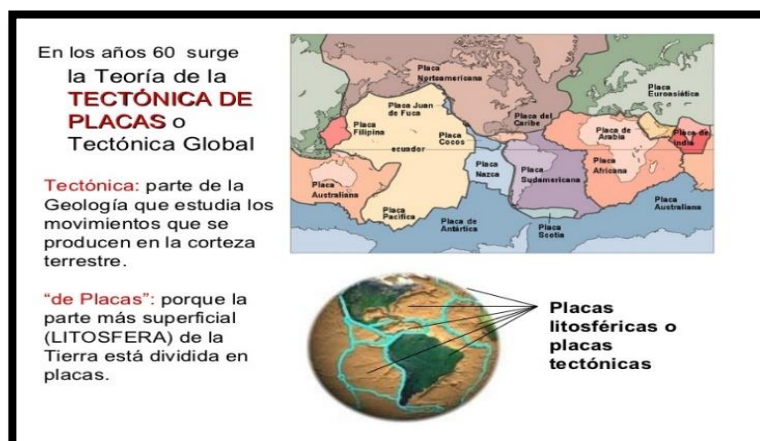 En los años 60 surge
la Teoría de la
TECTÓNICA DE
PLACAS o
Tectónica Global
Tectónica: parte de la
Geología que estudia los
movimientos que se
producen en la corteza
terrestre.
“de Placas”: porque la
parte más superficial
(LITOSFERA) de la
Tierra está dividida en
placas.
Placa
Norteamericana
Placa
Euroasiática
Placa Juan
de Fuca
Placa del
Caribe
Placa
Filipina
Placa
Cocos
Placa de
Arabia
Placa de
India
ecuador
Placa
Nazca
Placa
Sudamericana
Placa
Africana
Placa
Australiana
Placa
Pacífica
Placa de
Antártica
Placa
Scotia
Placa
Australiana
Placas
litosféricas o
placas
tectónicas